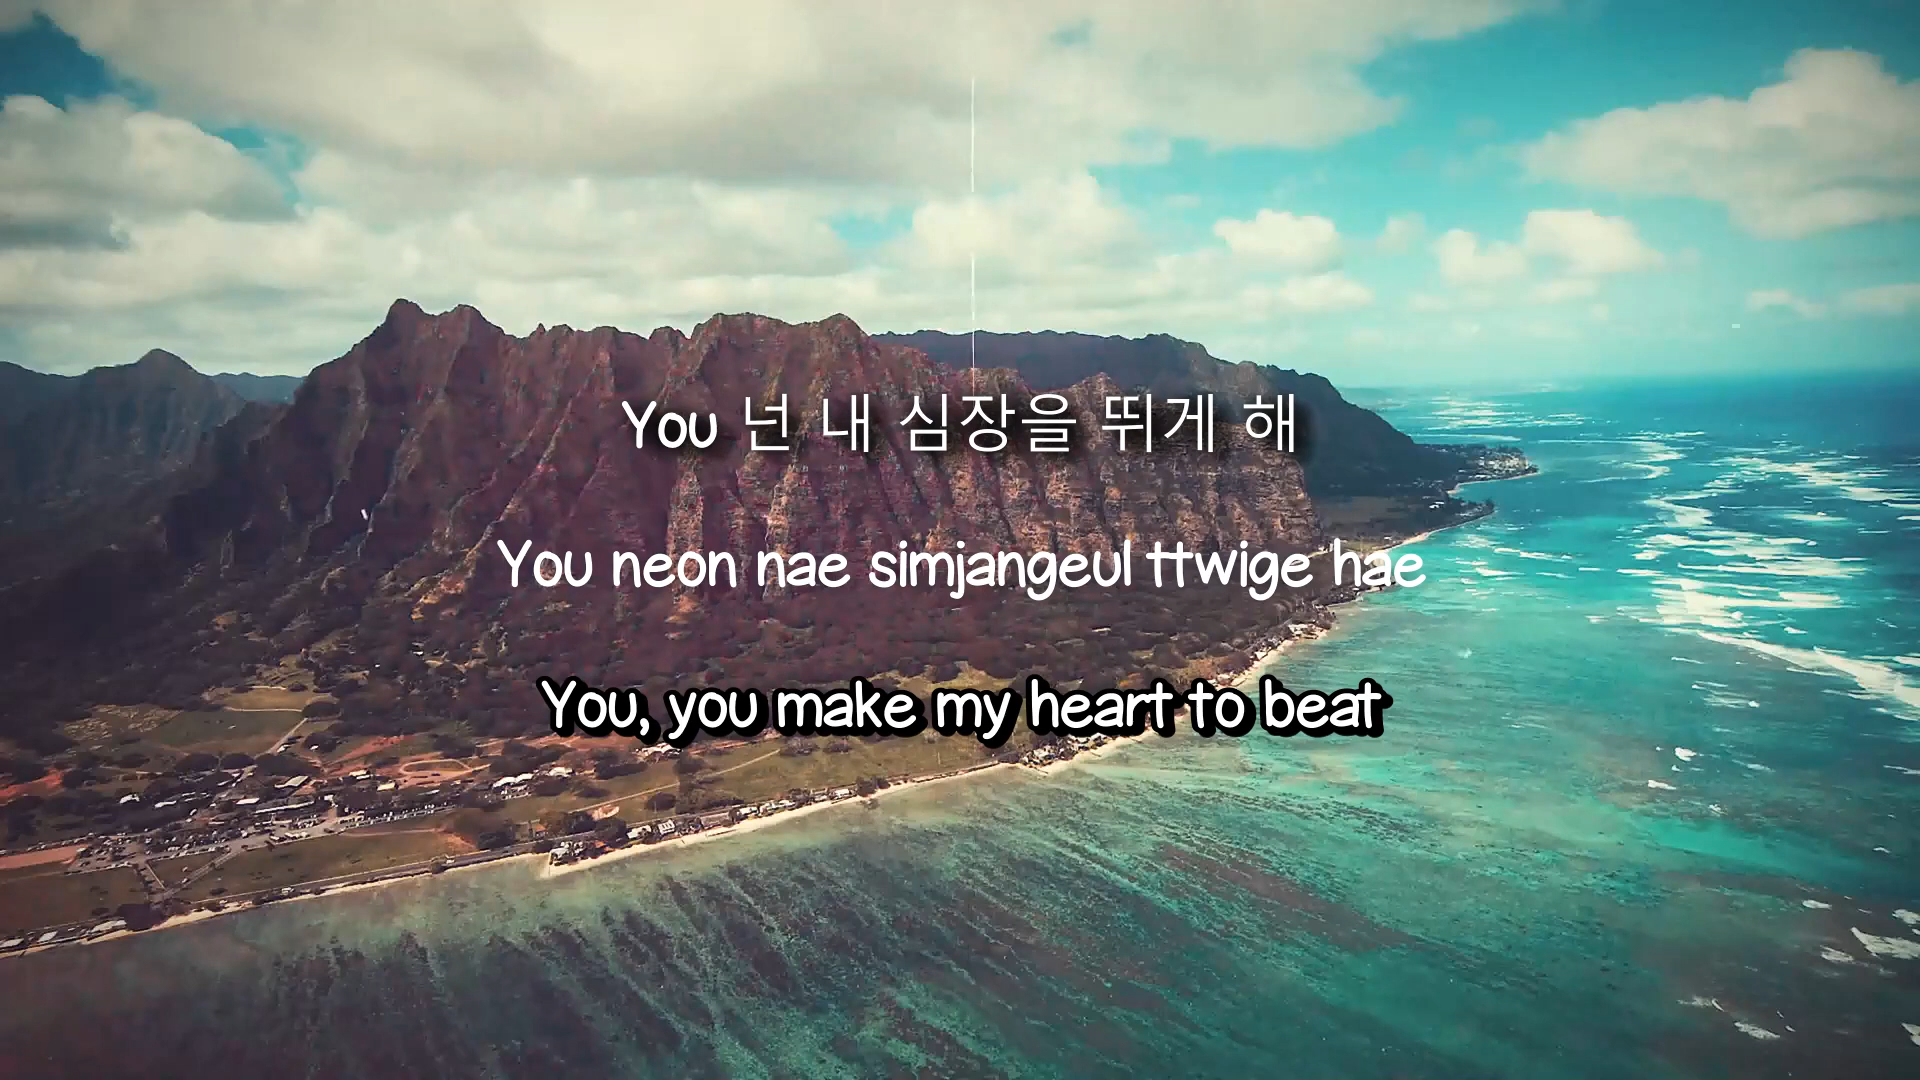 You 넌 내 심장을 뛰게 해
You neon nae simjangeul ttwige hae
You, you make my heart to beat